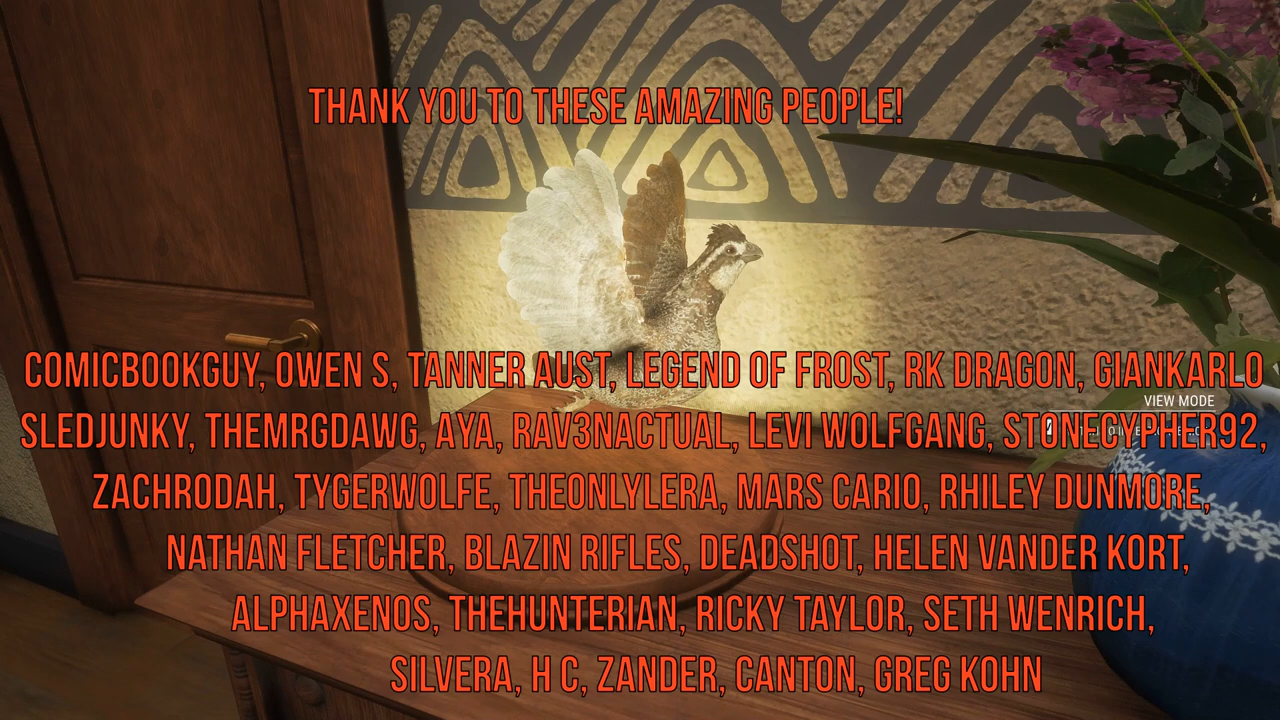 THANK YOU TO THESE AMAZING PEOPLE!
COMICBOOKGUY, OWEN S, TANNER AUST, LEGEND OF FROST, RK DRAGON, GIANKARLO
VIEW MODE
SLEDJUNKY, THEMRGDAWG, AYA, RAV3NACTUAL, LEVI WOLFGANG, STONECYPHER92,
ZACHRODAH, TYGERWOLFE, THEONLYLERA, MARS CARIO, RHILEY DUNMORE,
NATHAN FLETCHER, BLAZIN RIFLES, DEADSHOT, HELEN VANDER KORT,
ALPHAXENOS, THEHUNTERIAN, RICKY TAYLOR, SETH WENRICH,
SILVERA, H C, ZANDER, CANTON, GREG KOHN